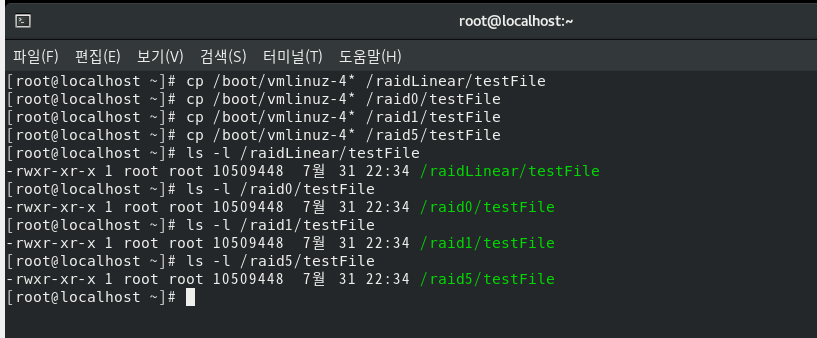 root@localhost:~
파일(F) 편집(E) 보기(V) 검색(S) 터미널(T) 도움말(H)
[root@localhost ~]# cp /boot/vmlinuz-4* /raidLinear/testFile
[root@localhost ~]# cp /boot/vmlinuz-4* /raid0/testFile
[root@localhost ~]# cp /boot/vmlinuz-4* /raid1/testFile
[root@localhost ~]# cp /boot/vmlinuz-4* /raid5/testFile
[root@localhost ~]# ls -l /raidLinear/testFile
-rwxr-xr-x 1 root root 10509448  7월 31 22:34 /raidLinear/testFile
[root@localhost ~]# ls -l /raid0/testFile
-rwxr-xr-x 1 root root 10509448  7월 31 22:34 /raid0/testFile
[root@localhost ~]# ls -l /raid1/testFile
-rwxr-xr-x 1 root root 10509448  7월 31 22:34 /raid1/testFile
[root@localhost ~]# ls -l /raid5/testFile
-rwxr-xr-x 1 root root 10509448  7월 31 22:34 /raid5/testFile
[root@localhost ~]#